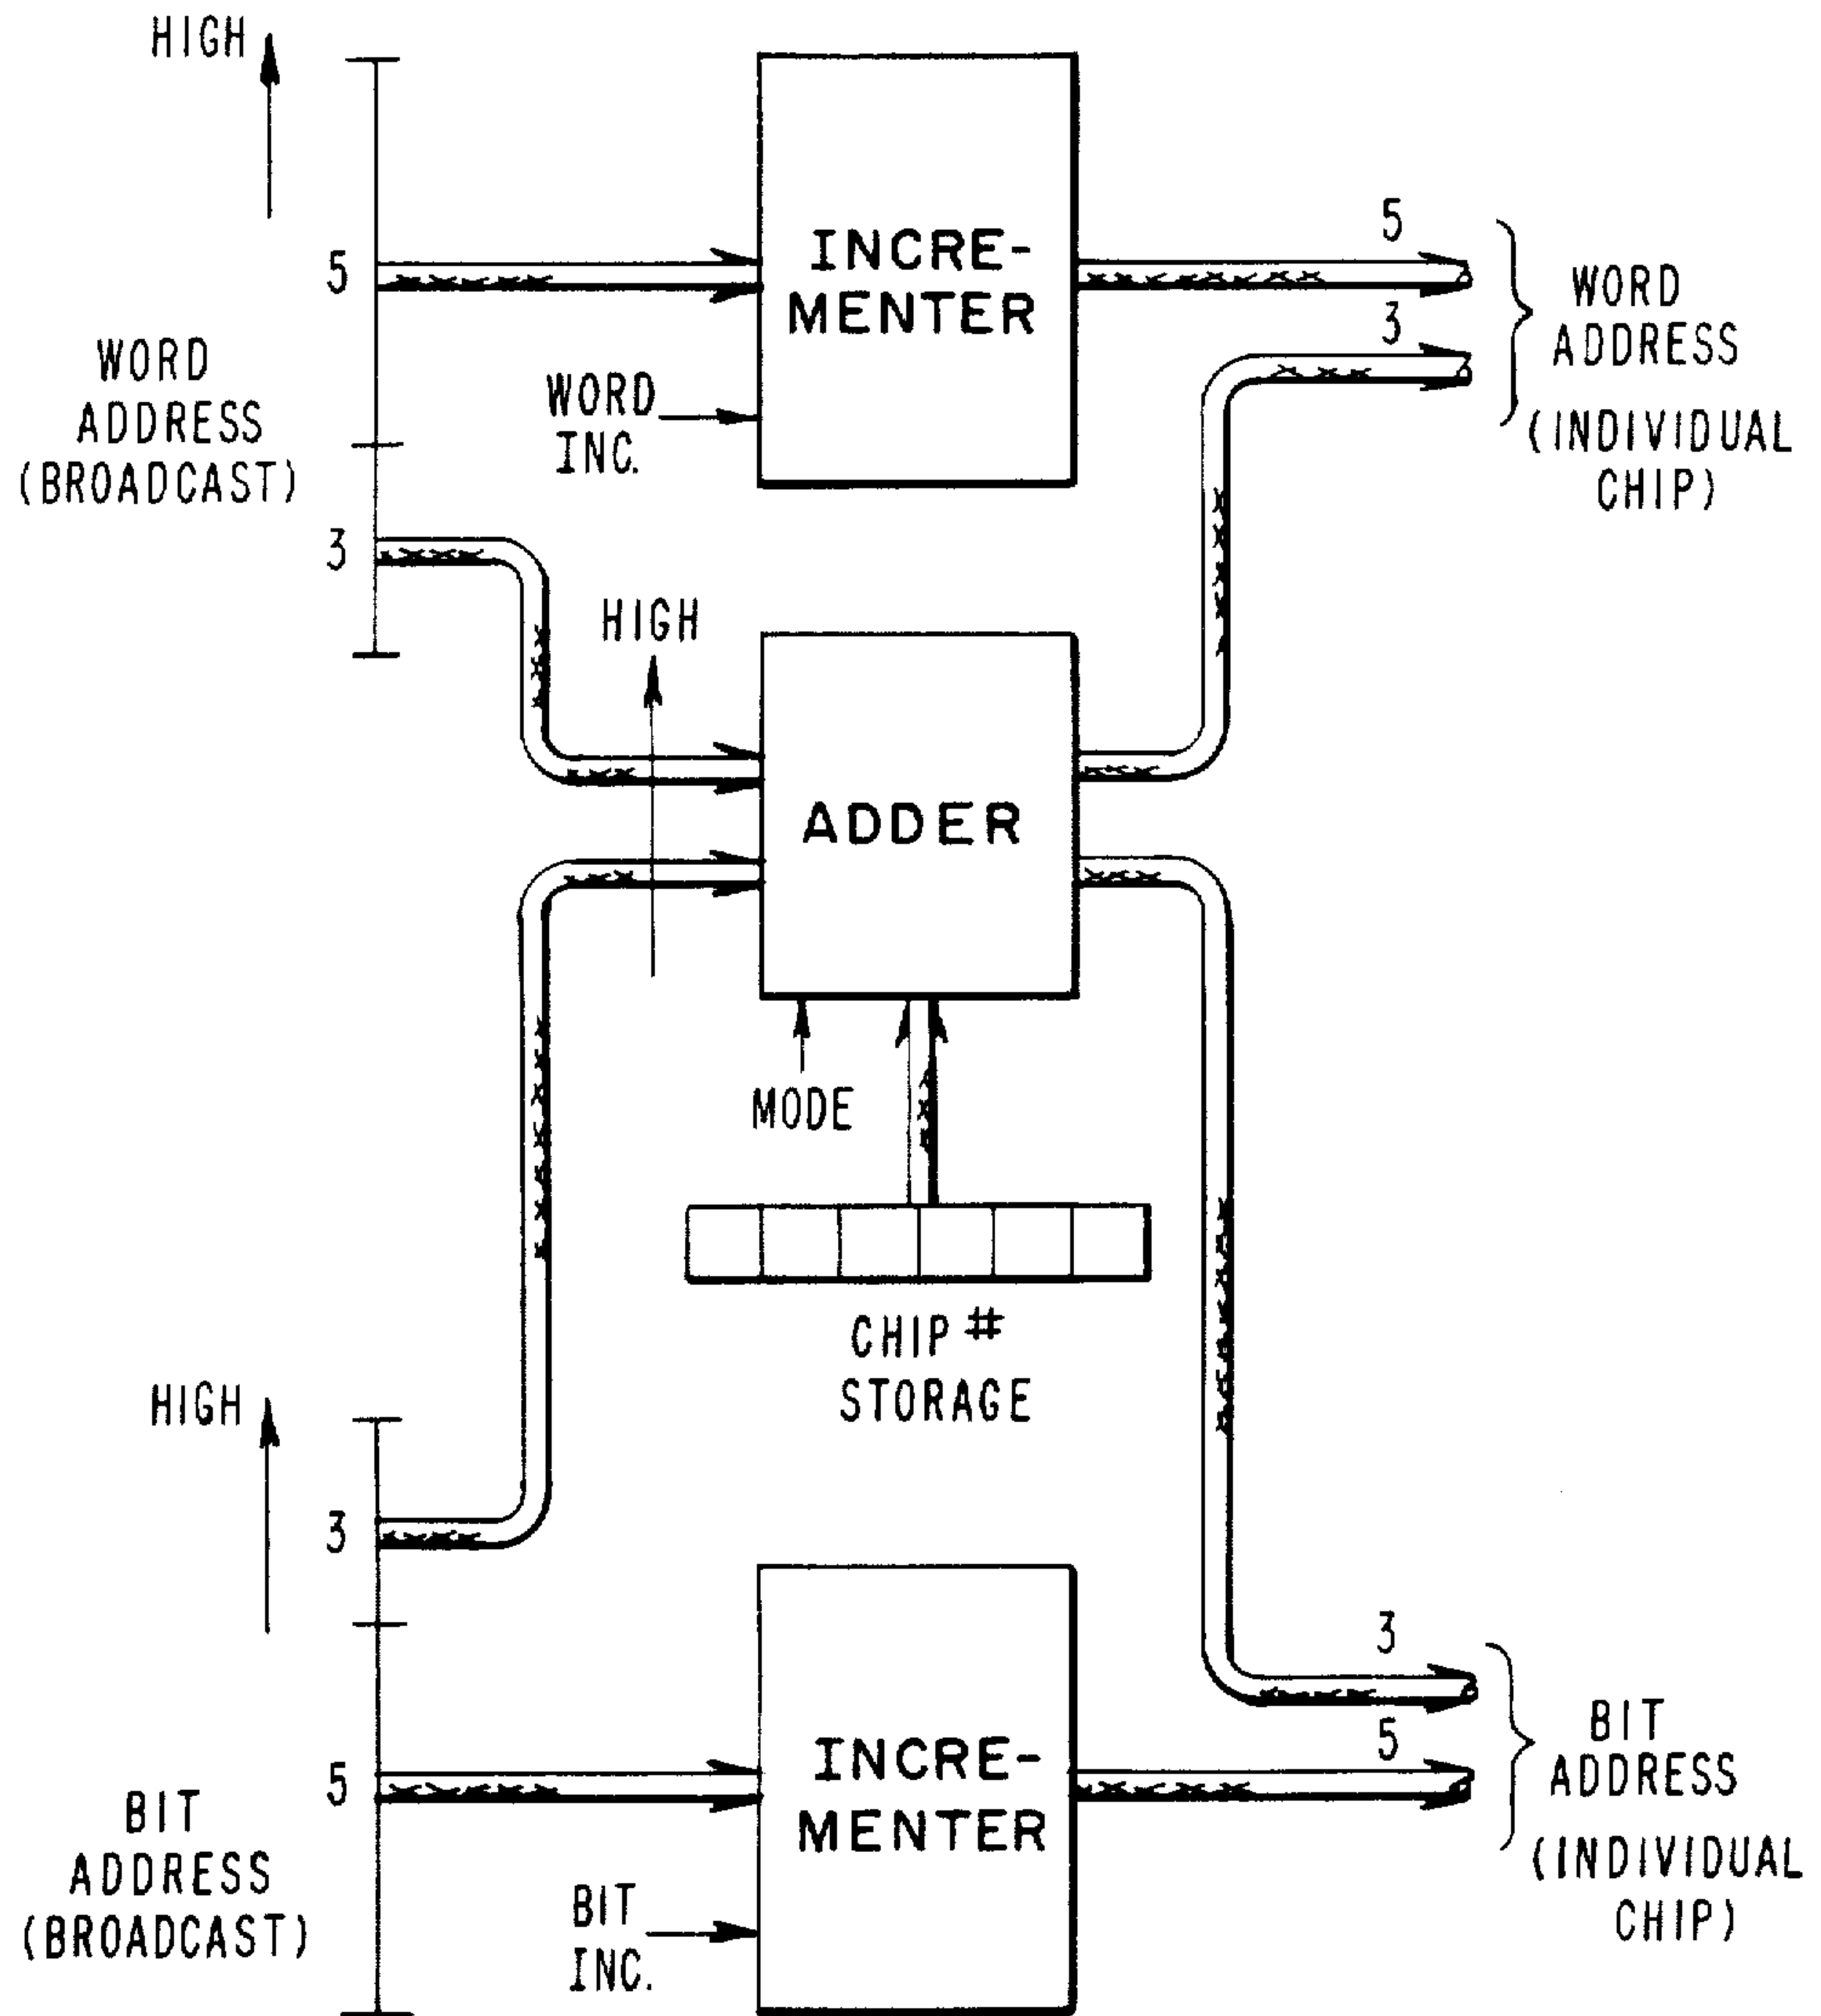 HIGH
5
WORD
ADDRESS
(BROADCAST)
3
INCRE-
MENTER
WORD
INC.
5
3
WORD
ADDRESS
(INDIVIDUAL
CHIP)
HIGH
ADDER
MODE
CHIP #
STORAGE
HIGH
3
5
BIT
ADDRESS
(BROADCAST)
INCRE-
MENTER
BIT
INC.
3
5
BIT
ADDRESS
(INDIVIDUAL
CHIP)